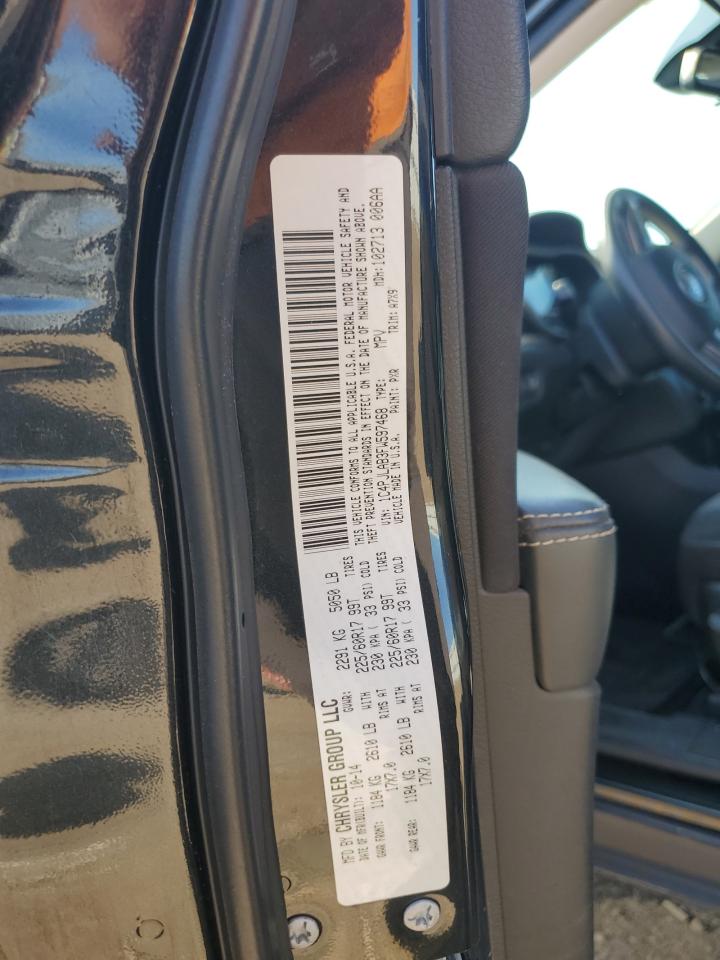 MFD BY CHRYSLER GROUP LLC
DATE OF MFR(BUILT): 10-14 GVWR: 2291 KG 5050 LB
GAWR FRONT: 1184 KG 2610 LB WITH 225/60R17 99T TIRES
17X7.0 RIMS AT 230 KPA ( 33 PSI) COLD
GAWR REAR: 1184 KG 2610 LB WITH 225/60R17 99T TIRES
17X7.0 RIMS AT 230 KPA ( 33 PSI) COLD
THIS VEHICLE CONFORMS TO ALL APPLICABLE U.S.A. FEDERAL MOTOR VEHICLE SAFETY AND
THEFT PREVENTION STANDARDS IN EFFECT ON THE DATE OF MANUFACTURE SHOWN ABOVE.
VIN: 1C4PJLAB3FW597468 TYPE: MPV MDH: 102713 006AA
VEHICLE MADE IN U.S.A. PAINT: PXR TRIM: A7X9